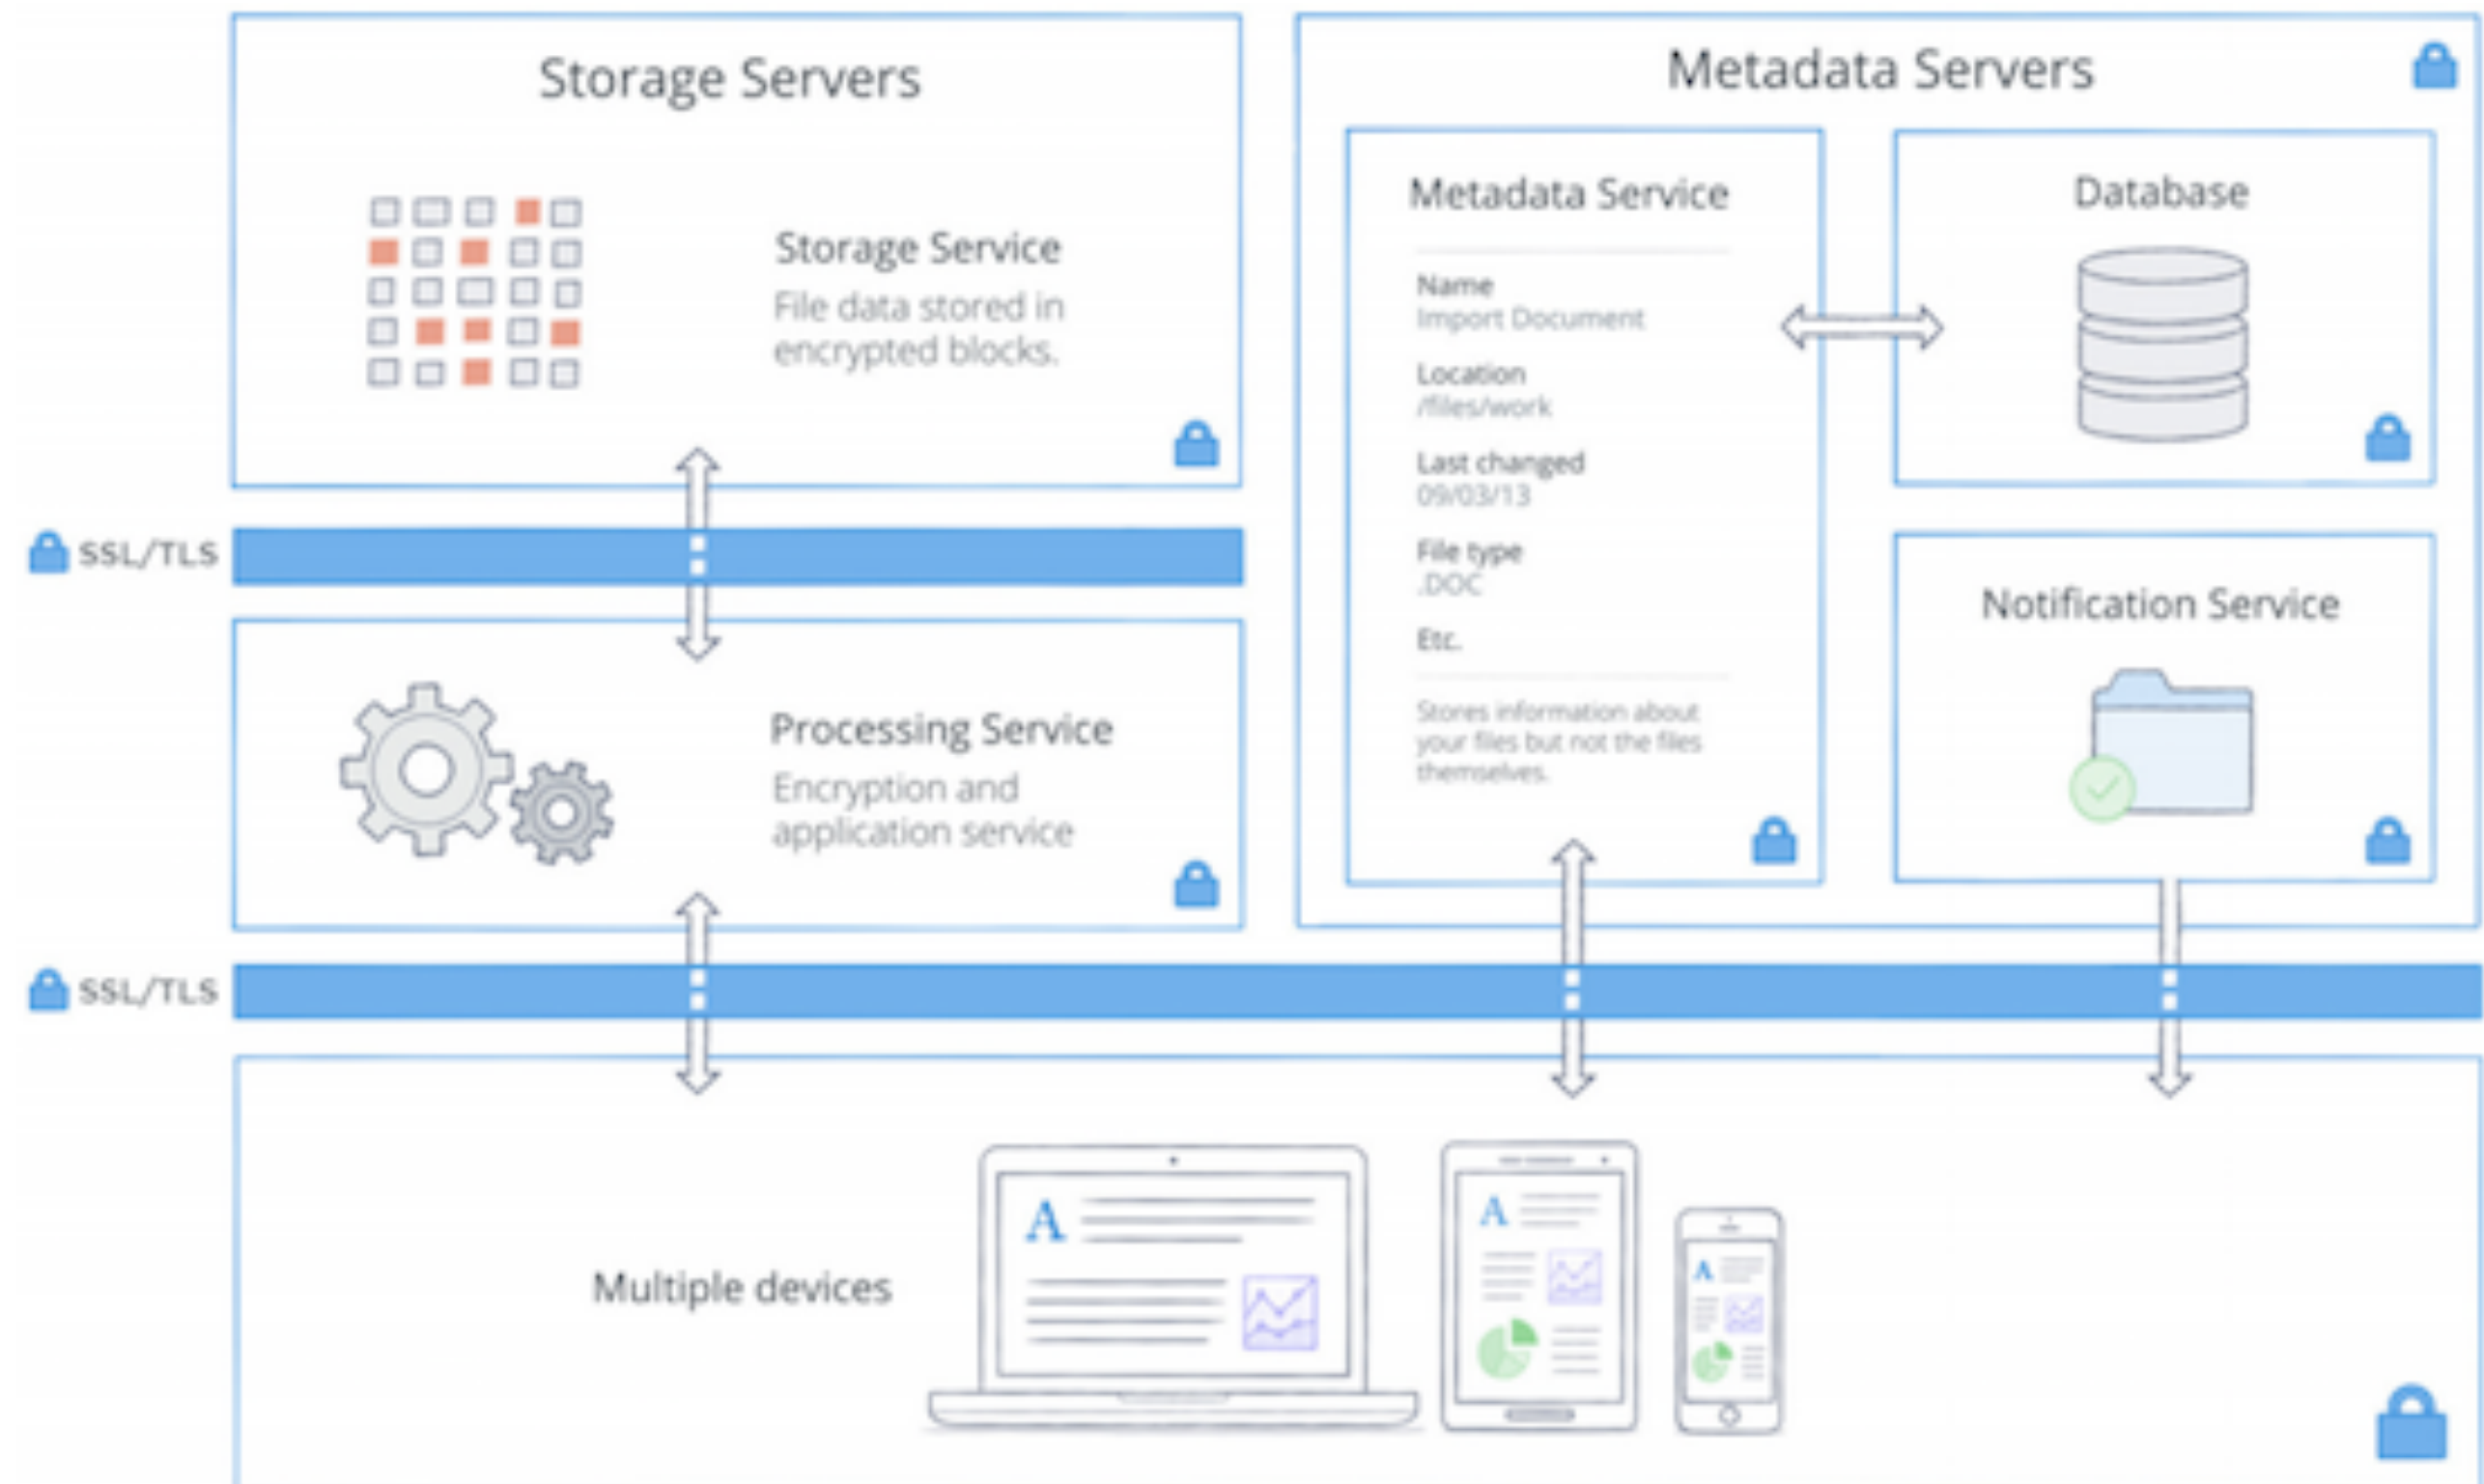 Storage Servers
Storage Service
File data stored in
encrypted blocks.
SSL/TLS
Processing Service
Encryption and
application service
Metadata Servers
Metadata Service
Name
Import Document
Location
/files/work
Last changed
09/03/13
File type
.DOC
Etc.
Stores information about
your files but not the files
themselves.
Database
Notification Service
SSL/TLS
Multiple devices
A
A
A